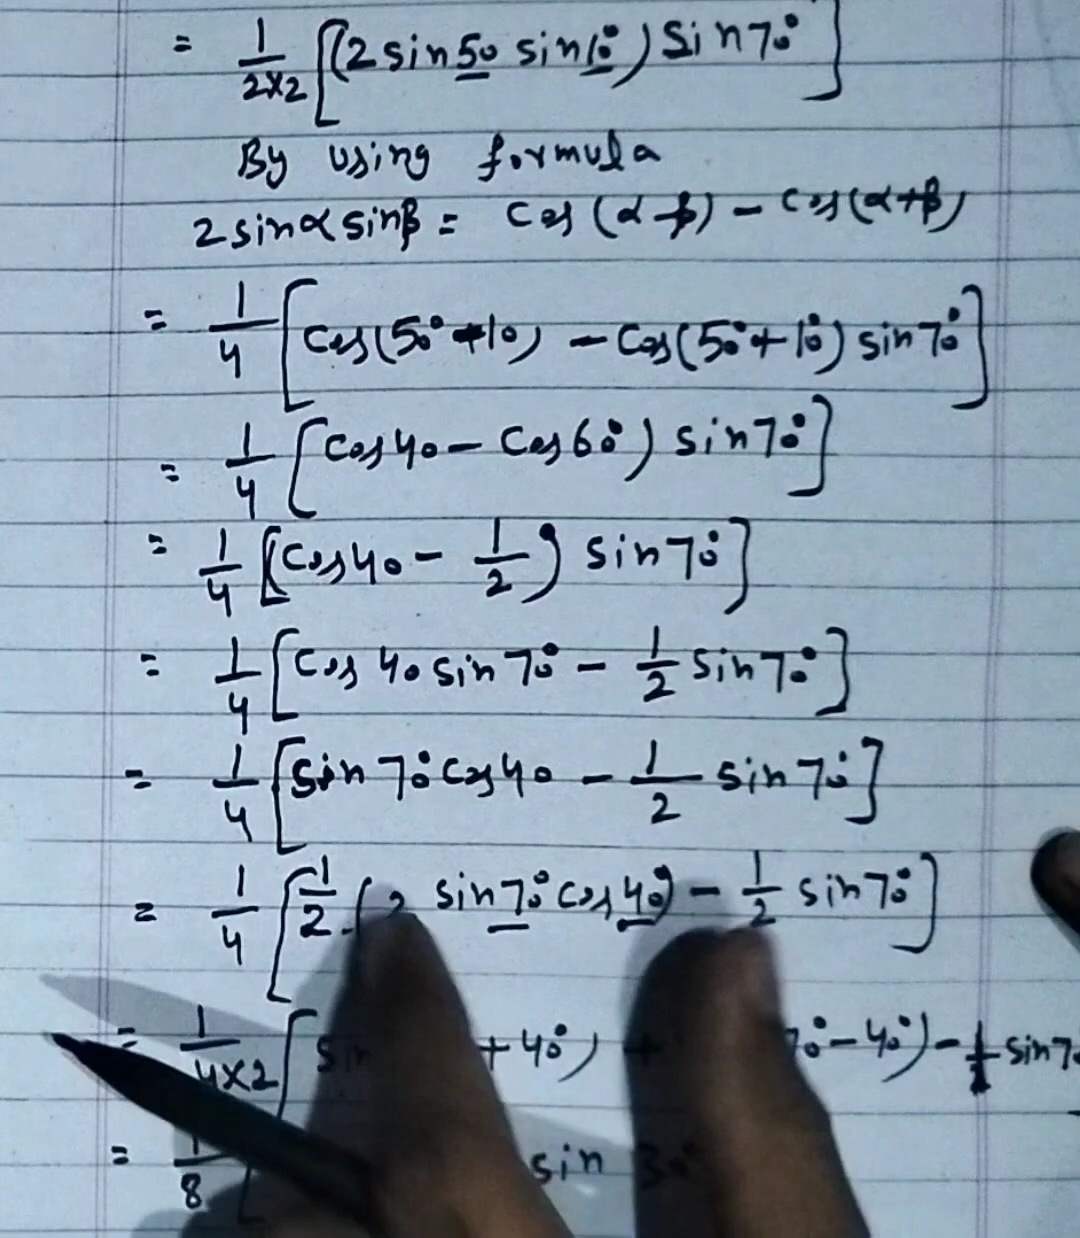 = 1/2×2 [(2 sin 50 sin 10°) Sin 70°]
By using formula
2 sinα sinβ = Cos (α-β) - Cos (α+β)
= 1/4 [Cos(50°-10) - Cos(50°+10°) sin 70°]
= 1/4 [Cos 40 - Cos 60°) sin 70°]
= 1/4 [(Cos 40 - 1/2) sin 70°]
= 1/4 [Cos 40 sin 70° - 1/2 sin 70°]
= 1/4 [Sin 70° Cos 40 - 1/2 sin 70°]
= 1/4 [1/2 (2 sin 70° Cos 40) - 1/2 sin 70°]
= 1/4×2 [ + 40°) + - 40°) - sin 7
= 1/8 [ sin 30°